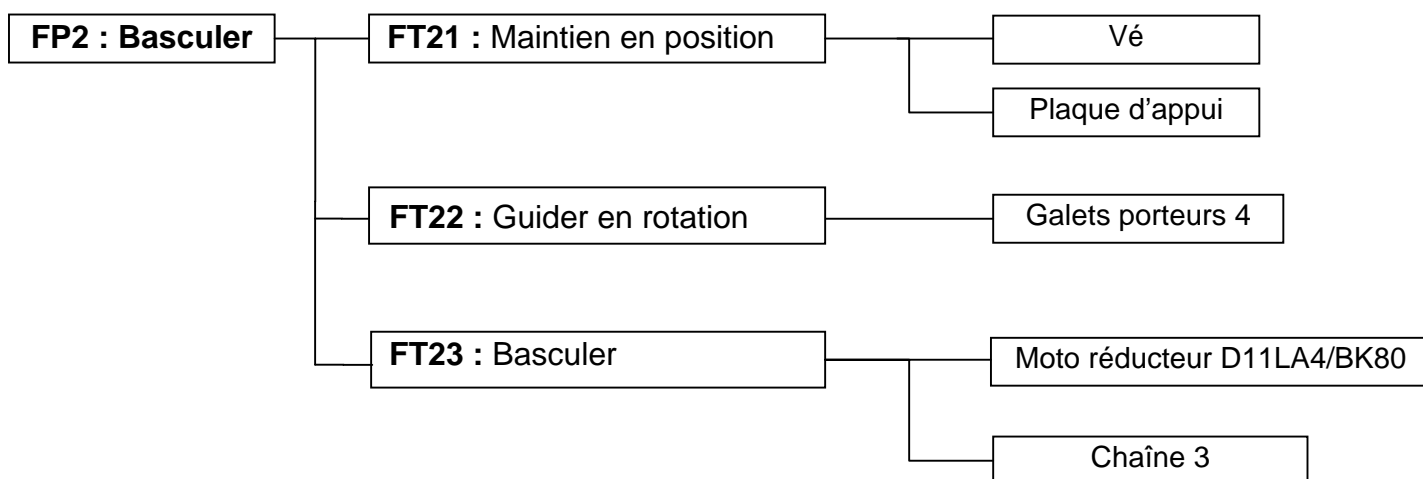 FP2 : Basculer
FT21 : Maintien en position
Vé
Plaque d’appui
FT22 : Guider en rotation
Galets porteurs 4
FT23 : Basculer
Moto réducteur D11LA4/BK80
Chaîne 3